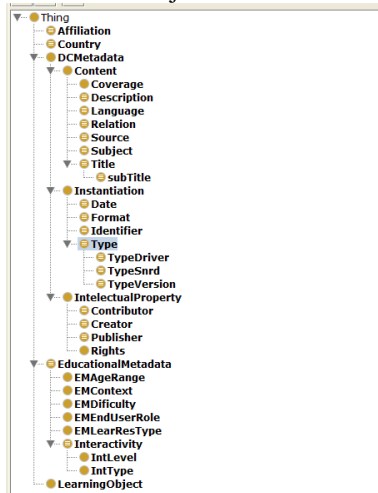 Thing
Affiliation
Country
DCMetadata
Content
Coverage
Description
Language
Relation
Source
Subject
Title
subTitle
Instantiation
Date
Format
Identifier
Type
TypeDriver
TypeSnrd
TypeVersion
IntelectualProperty
Contributor
Creator
Publisher
Rights
EducationalMetadata
EMAgeRange
EMContext
EMDificulty
EMEndUserRole
EMLearResType
Interactivity
IntLevel
IntType
LearningObject